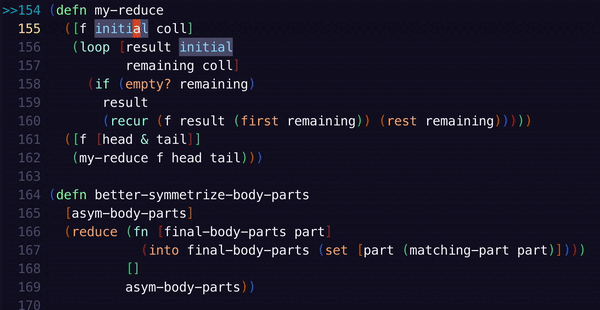 >>154 (defn my-reduce
155   ([f initial coll]
156    (loop [result initial
157           remaining coll]
158      (if (empty? remaining)
159        result
160        (recur (f result (first remaining)) (rest remaining)))))
161   ([f [head & tail]]
162    (my-reduce f head tail)))
163
164 (defn better-symmetrize-body-parts
165   [asym-body-parts]
166   (reduce (fn [final-body-parts part]
167             (into final-body-parts (set [part (matching-part part)])))
168           []
169           asym-body-parts))
170